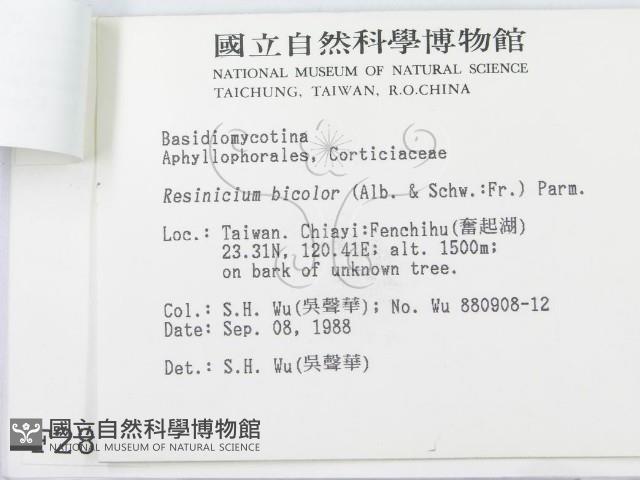 國立自然科學博物館
NATIONAL MUSEUM OF NATURAL SCIENCE
TAICHUNG, TAIWAN, R.O.CHINA
Basidiomycotina
Aphyllophorales, Corticiaceae
Resinicium bicolor (Alb. & Schw.:Fr.) Parm.
Loc.: Taiwan. Chiayi:Fenchihu(奮起湖)
23.31N, 120.41E; alt. 1500m;
on bark of unknown tree.
Col.: S.H. Wu(吳聲華); No. Wu 880908-12
Date: Sep. 08, 1988
Det.: S.H. Wu(吳聲華)
國立自然科學博物館
NATIONAL MUSEUM OF NATURAL SCIENCE